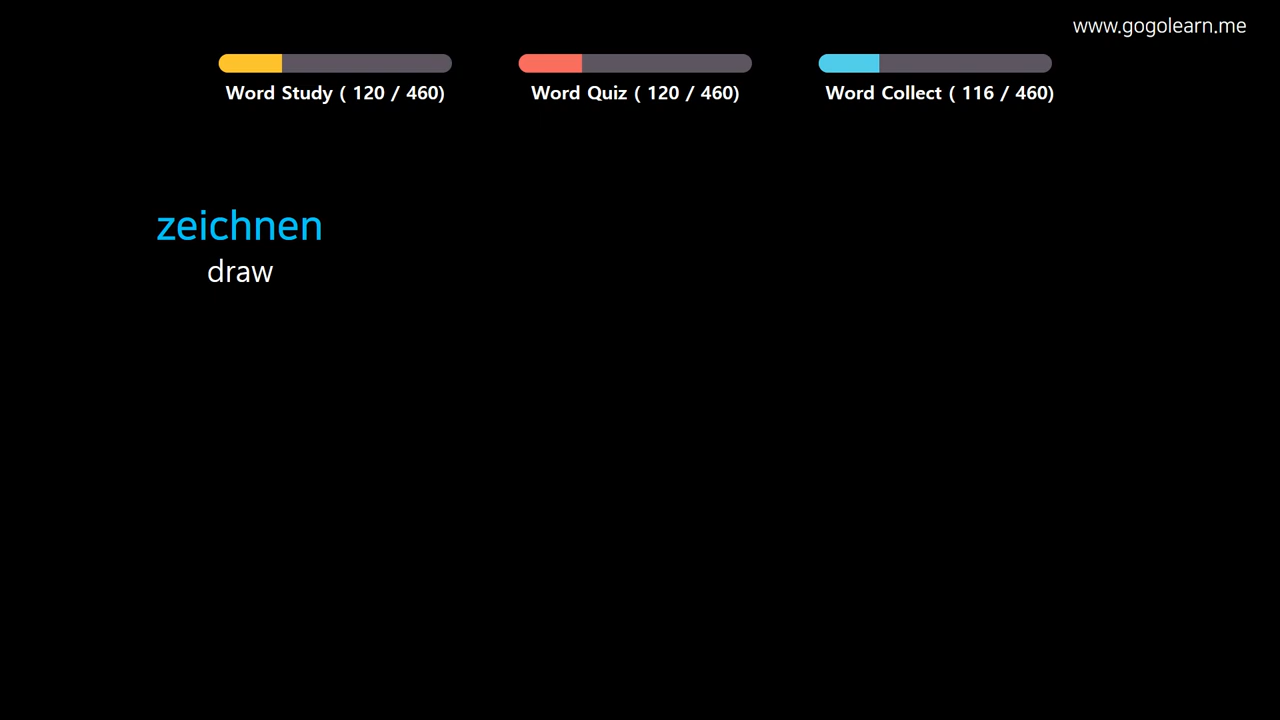 www.gogolearn.me
Word Study ( 120 / 460)
Word Quiz ( 120 / 460)
Word Collect ( 116 / 460)
zeichnen
draw